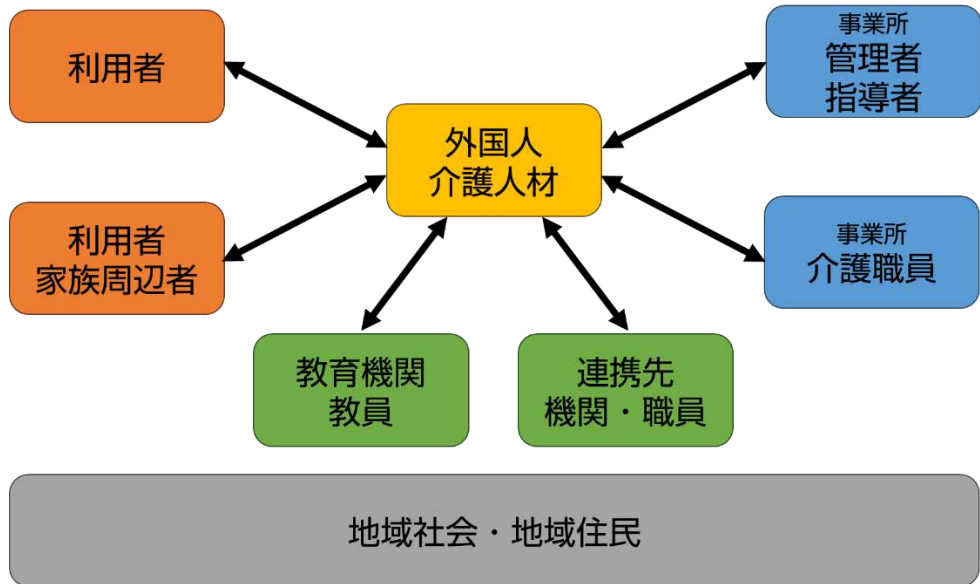 利用者
事業所
管理者
指導者
外国人
介護人材
利用者
家族周辺者
事業所
介護職員
教育機関
教員
連携先
機関・職員
地域社会・地域住民